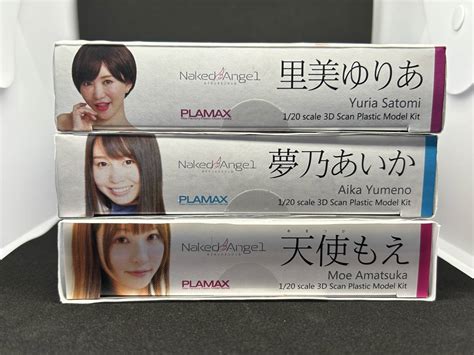 Naked Angel
里美ゆりあ
Yuria Satomi
PLAMAX
1/20 scale 3D Scan Plastic Model Kit
Naked Angel
夢乃あいか
Aika Yumeno
PLAMAX
1/20 scale 3D Scan Plastic Model Kit
Naked Angel
天使もえ
Moe Amatsuka
PLAMAX
1/20 scale 3D Scan Plastic Model Kit